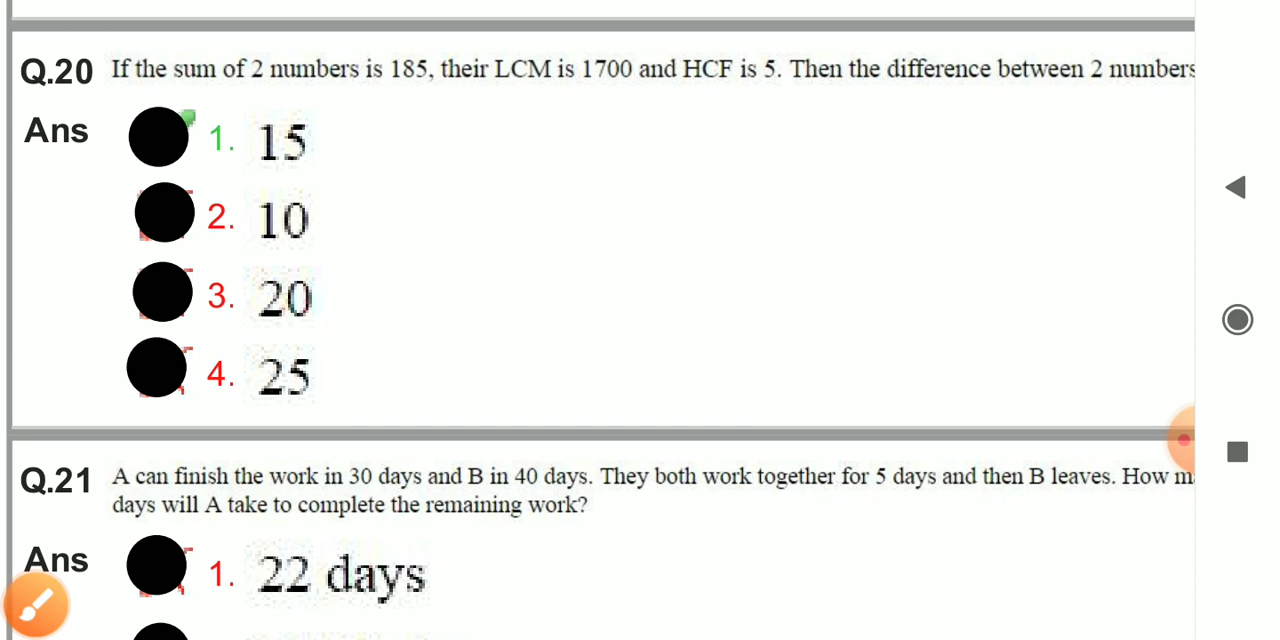 Q.20 If the sum of 2 numbers is 185, their LCM is 1700 and HCF is 5. Then the difference between 2 numbers
Ans 1. 15
2. 10
3. 20
4. 25
Q.21 A can finish the work in 30 days and B in 40 days. They both work together for 5 days and then B leaves. How
days will A take to complete the remaining work?
Ans 1. 22 days